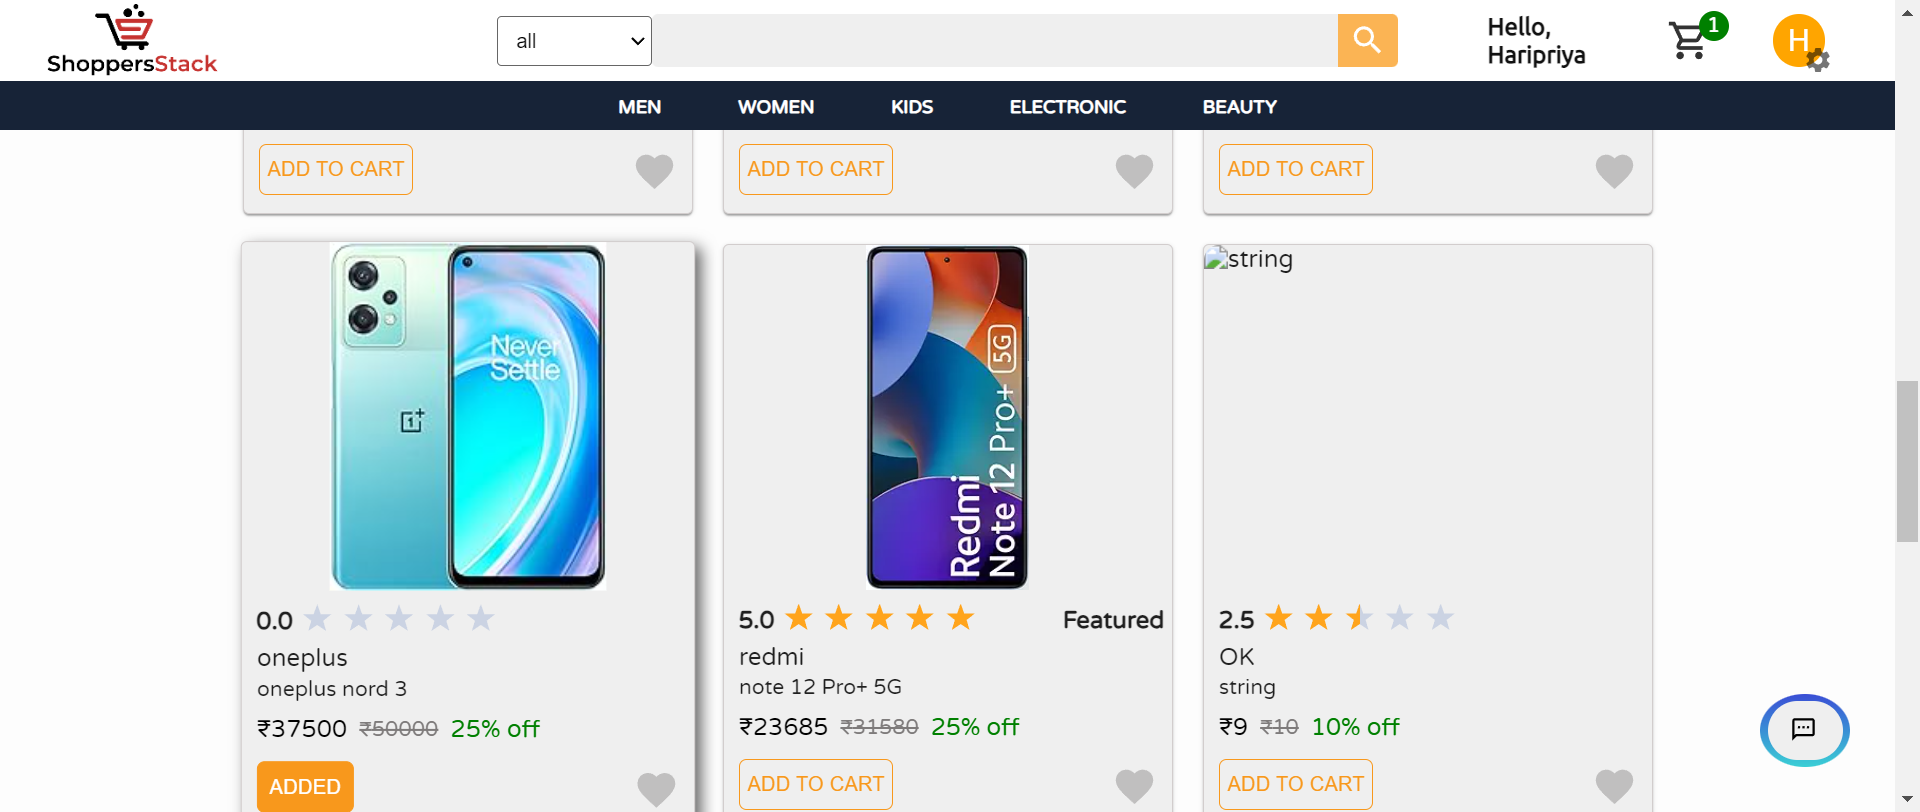 ShoppersStack
all
Hello,
Haripriya
1
H
MEN WOMEN KIDS ELECTRONIC BEAUTY
ADD TO CART ADD TO CART ADD TO CART
Never
Settle
1+
Redmi
Note 12 Pro+ 5G
string
0.0
oneplus
oneplus nord 3
₹37500 ₹50000 25% off
ADDED
5.0 Featured
redmi
note 12 Pro+ 5G
₹23685 ₹31580 25% off
ADD TO CART
2.5
OK
string
₹9 ₹10 10% off
ADD TO CART